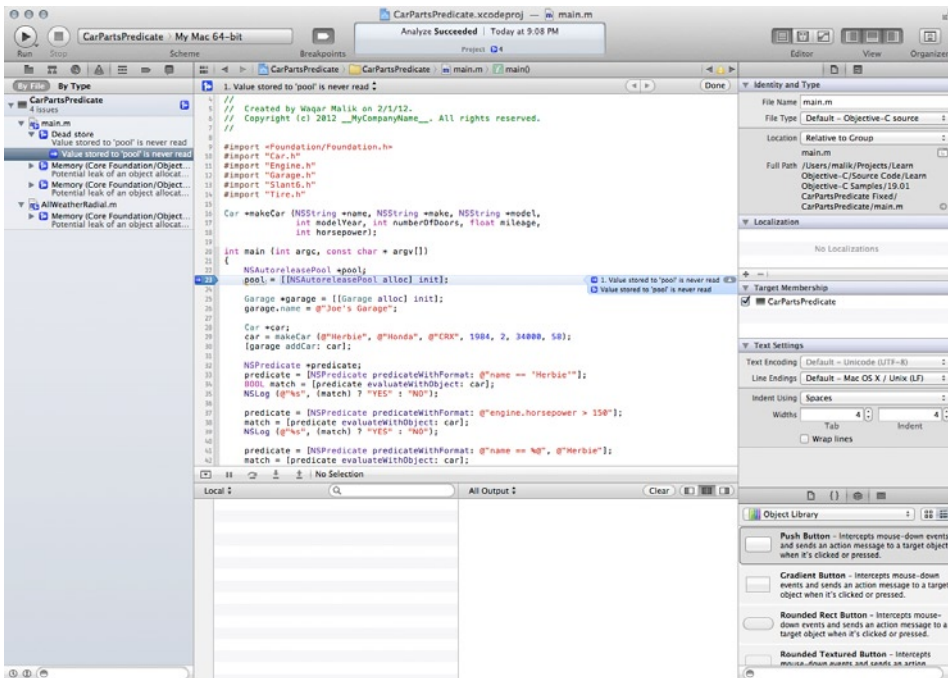 CarPartsPredicate.xcodeproj — main.m
Run
Stop
CarPartsPredicate › My Mac 64-bit
Scheme
Breakpoints
Analyze Succeeded | Today at 9:08 PM
Project 4
Editor
View
Organizer
CarPartsPredicate › CarPartsPredicate › main.m › main()
By File By Type
1. Value stored to 'pool' is never read
Done
CarPartsPredicate
4 issues
main.m
Dead store
Value stored to 'pool' is never read
Value stored to 'pool' is never read
Memory (Core Foundation/Object...
Potential leak of an object allocat...
Memory (Core Foundation/Object...
Potential leak of an object allocat...
AllWeatherRadial.m
Memory (Core Foundation/Object...
Potential leak of an object allocat...
//
// Created by Waqar Malik on 2/1/12.
// Copyright (c) 2012 __MyCompanyName__. All rights reserved.
//
#import <Foundation/Foundation.h>
#import "Car.h"
#import "Engine.h"
#import "Garage.h"
#import "Slant6.h"
#import "Tire.h"
Car *makeCar (NSString *name, NSString *make, NSString *model,
int modelYear, int numberOfDoors, float mileage,
int horsepower);
int main (int argc, const char * argv[])
{
NSAutoreleasePool *pool;
23 pool = [[NSAutoreleasePool alloc] init];
1. Value stored to 'pool' is never read
Value stored to 'pool' is never read
Garage *garage = [[Garage alloc] init];
garage.name = @"Joe's Garage";
Car *car;
car = makeCar (@"Herbie", @"Honda", @"CRX", 1984, 2, 34000, 58);
[garage addCar: car];
NSPredicate *predicate;
predicate = [NSPredicate predicateWithFormat: @"name == 'Herbie'"];
BOOL match = [predicate evaluateWithObject: car];
NSLog (@"%s", (match) ? "YES" : "NO");
predicate = [NSPredicate predicateWithFormat: @"engine.horsepower > 150"];
match = [predicate evaluateWithObject: car];
NSLog (@"%s", (match) ? "YES" : "NO");
predicate = [NSPredicate predicateWithFormat: @"name == %@", @"Herbie"];
match = [predicate evaluateWithObject: car];
No Selection
Local
All Output
Clear
Identity and Type
File Name main.m
File Type Default - Objective-C source
Location Relative to Group
main.m
Full Path /Users/malik/Projects/Learn
Objective-C/Source Code/Learn
Objective-C Samples/19.01
CarPartsPredicate Fixed/
CarPartsPredicate/main.m
Localization
No Localizations
Target Membership
CarPartsPredicate
Text Settings
Text Encoding Default - Unicode (UTF-8)
Line Endings Default - Mac OS X / Unix (LF)
Indent Using Spaces
Widths 4 4
Tab Indent
Wrap lines
Object Library
Push Button - Intercepts mouse-down events
and sends an action message to a target object
when it's clicked or pressed.
Gradient Button - Intercepts mouse-down
events and sends an action message to a target
object when it's clicked or pressed.
Rounded Rect Button - Intercepts mouse-
down events and sends an action message to a
target object when it's clicked or pressed.
Rounded Textured Button - Intercepts
mouse-down events and sends an action